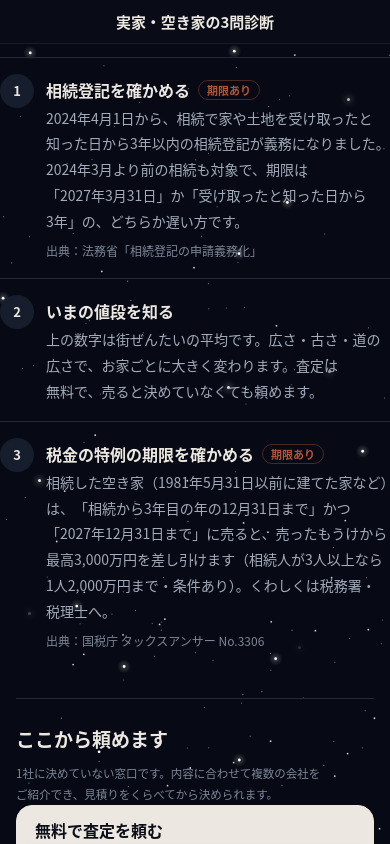 実家・空き家の3問診断
1 相続登記を確かめる 期限あり
2024年4月1日から、相続で家や土地を受け取ったと
知った日から3年以内の相続登記が義務になりました。
2024年3月より前の相続も対象で、期限は
「2027年3月31日」か「受け取ったと知った日から
3年」の、どちらか遅い方です。
出典：法務省「相続登記の申請義務化」
2 いまの値段を知る
上の数字は街ぜんたいの平均です。広さ・古さ・道の
広さで、お家ごとに大きく変わります。査定は
無料で、売ると決めていなくても頼めます。
3 税金の特例の期限を確かめる 期限あり
相続した空き家（1981年5月31日以前に建てた家など）
は、「相続から3年目の年の12月31日まで」かつ
「2027年12月31日まで」に売ると、売ったもうけから
最高3,000万円を差し引けます（相続人が3人以上なら
1人2,000万円まで・条件あり）。くわしくは税務署・
税理士へ。
出典：国税庁 タックスアンサー No.3306
ここから頼めます
1社に決めていない窓口です。内容に合わせて複数の会社を
ご紹介でき、見積りをくらべてから決められます。
無料で査定を頼む